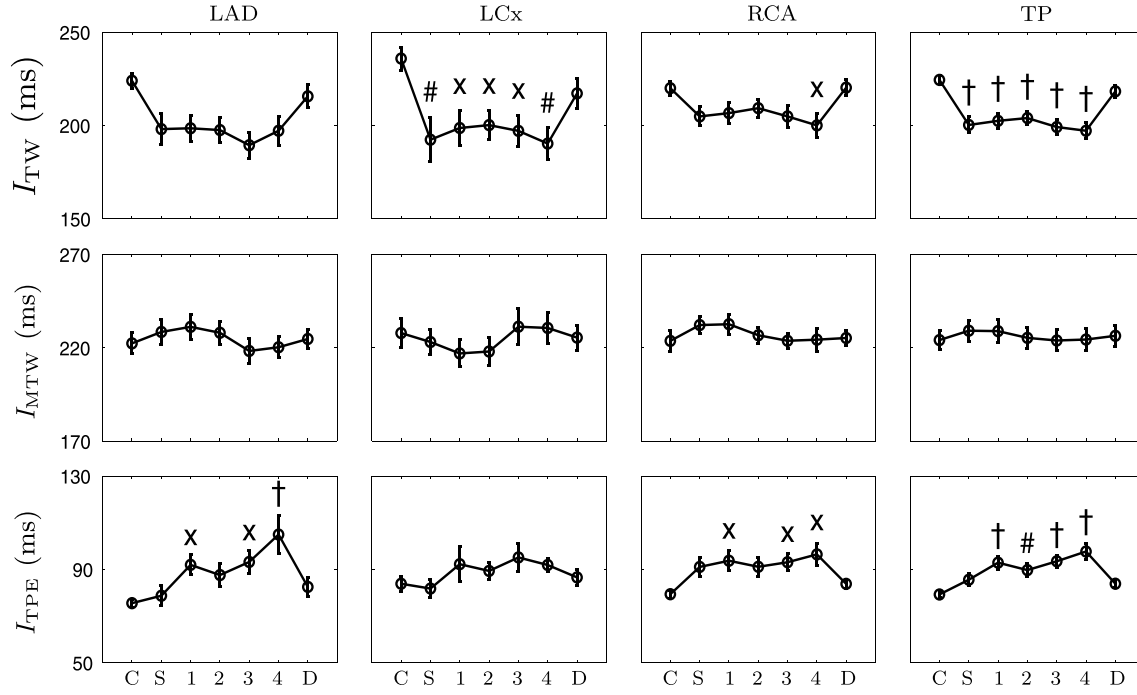 LAD LCx RCA TP
I_TW (ms)
250
200
150
# x x x #
x
† † † † †
I_MTW (ms)
270
220
170
I_TPE (ms)
130
90
50
x x †
x x x
† # † †
C S 1 2 3 4 D C S 1 2 3 4 D C S 1 2 3 4 D C S 1 2 3 4 D